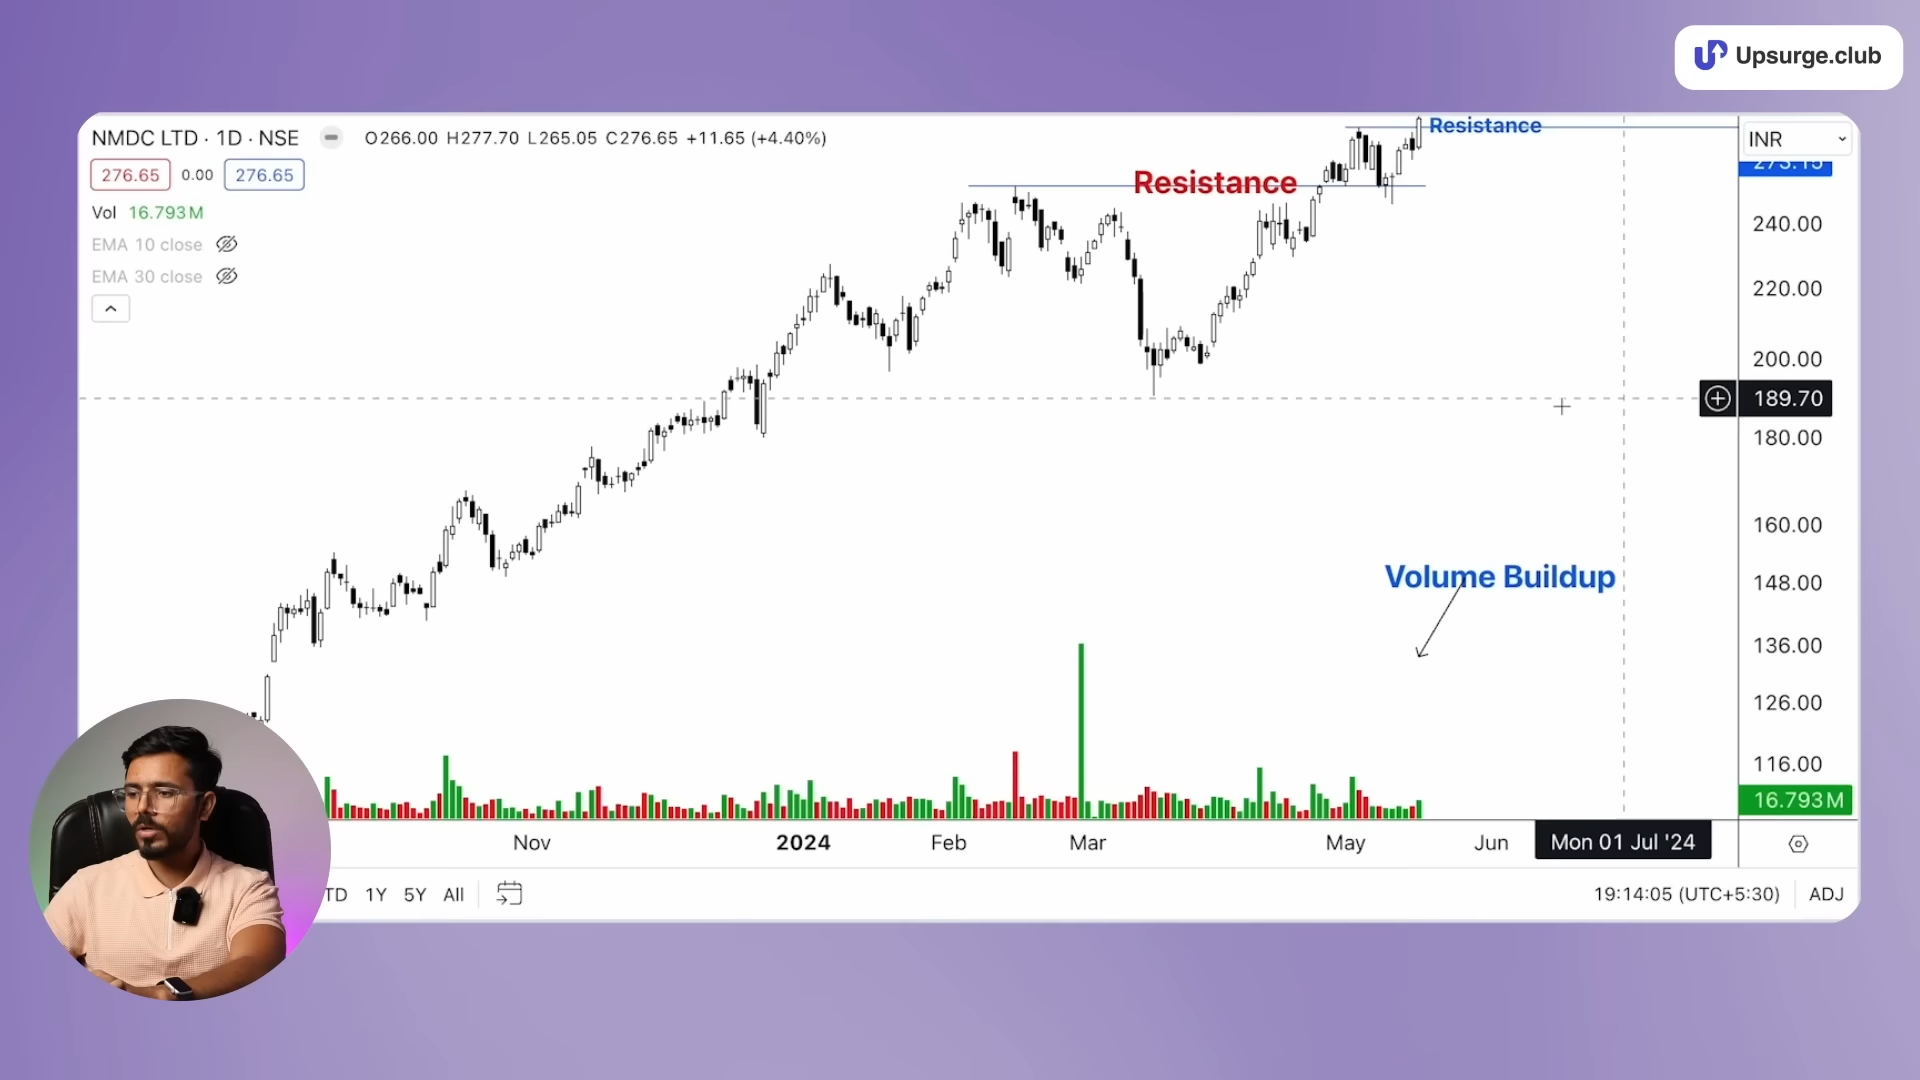 Upsurge.club
NMDC LTD · 1D · NSE
O266.00 H277.70 L265.05 C276.65 +11.65 (+4.40%)
Resistance
INR
273.15
276.65 0.00 276.65
Resistance
Vol 16.793M
EMA 10 close
EMA 30 close
240.00
220.00
200.00
189.70
180.00
160.00
Volume Buildup
148.00
136.00
126.00
116.00
16.793M
Nov 2024 Feb Mar May Jun Mon 01 Jul '24
TD 1Y 5Y All
19:14:05 (UTC+5:30) ADJ